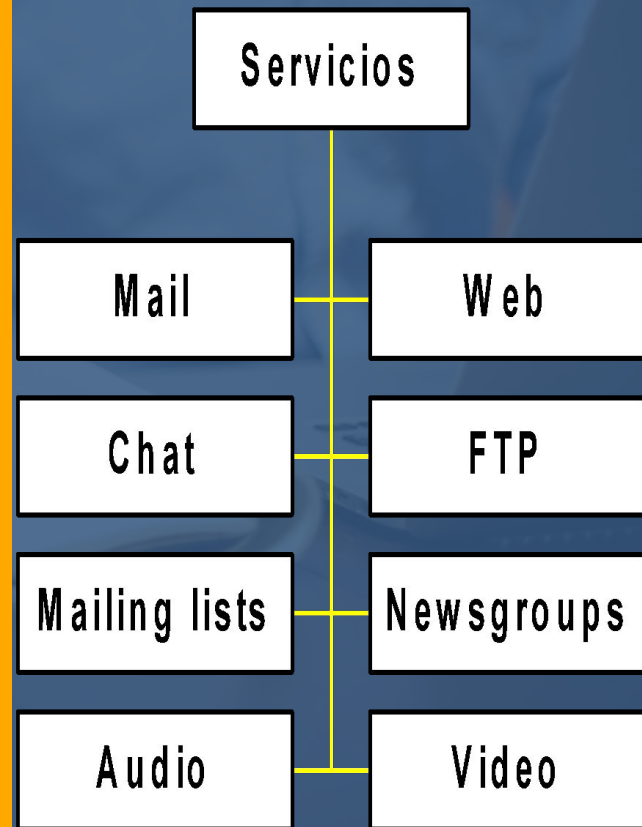 Servicios
Mail
Web
Chat
FTP
Mailing lists
Newsgroups
Audio
Video